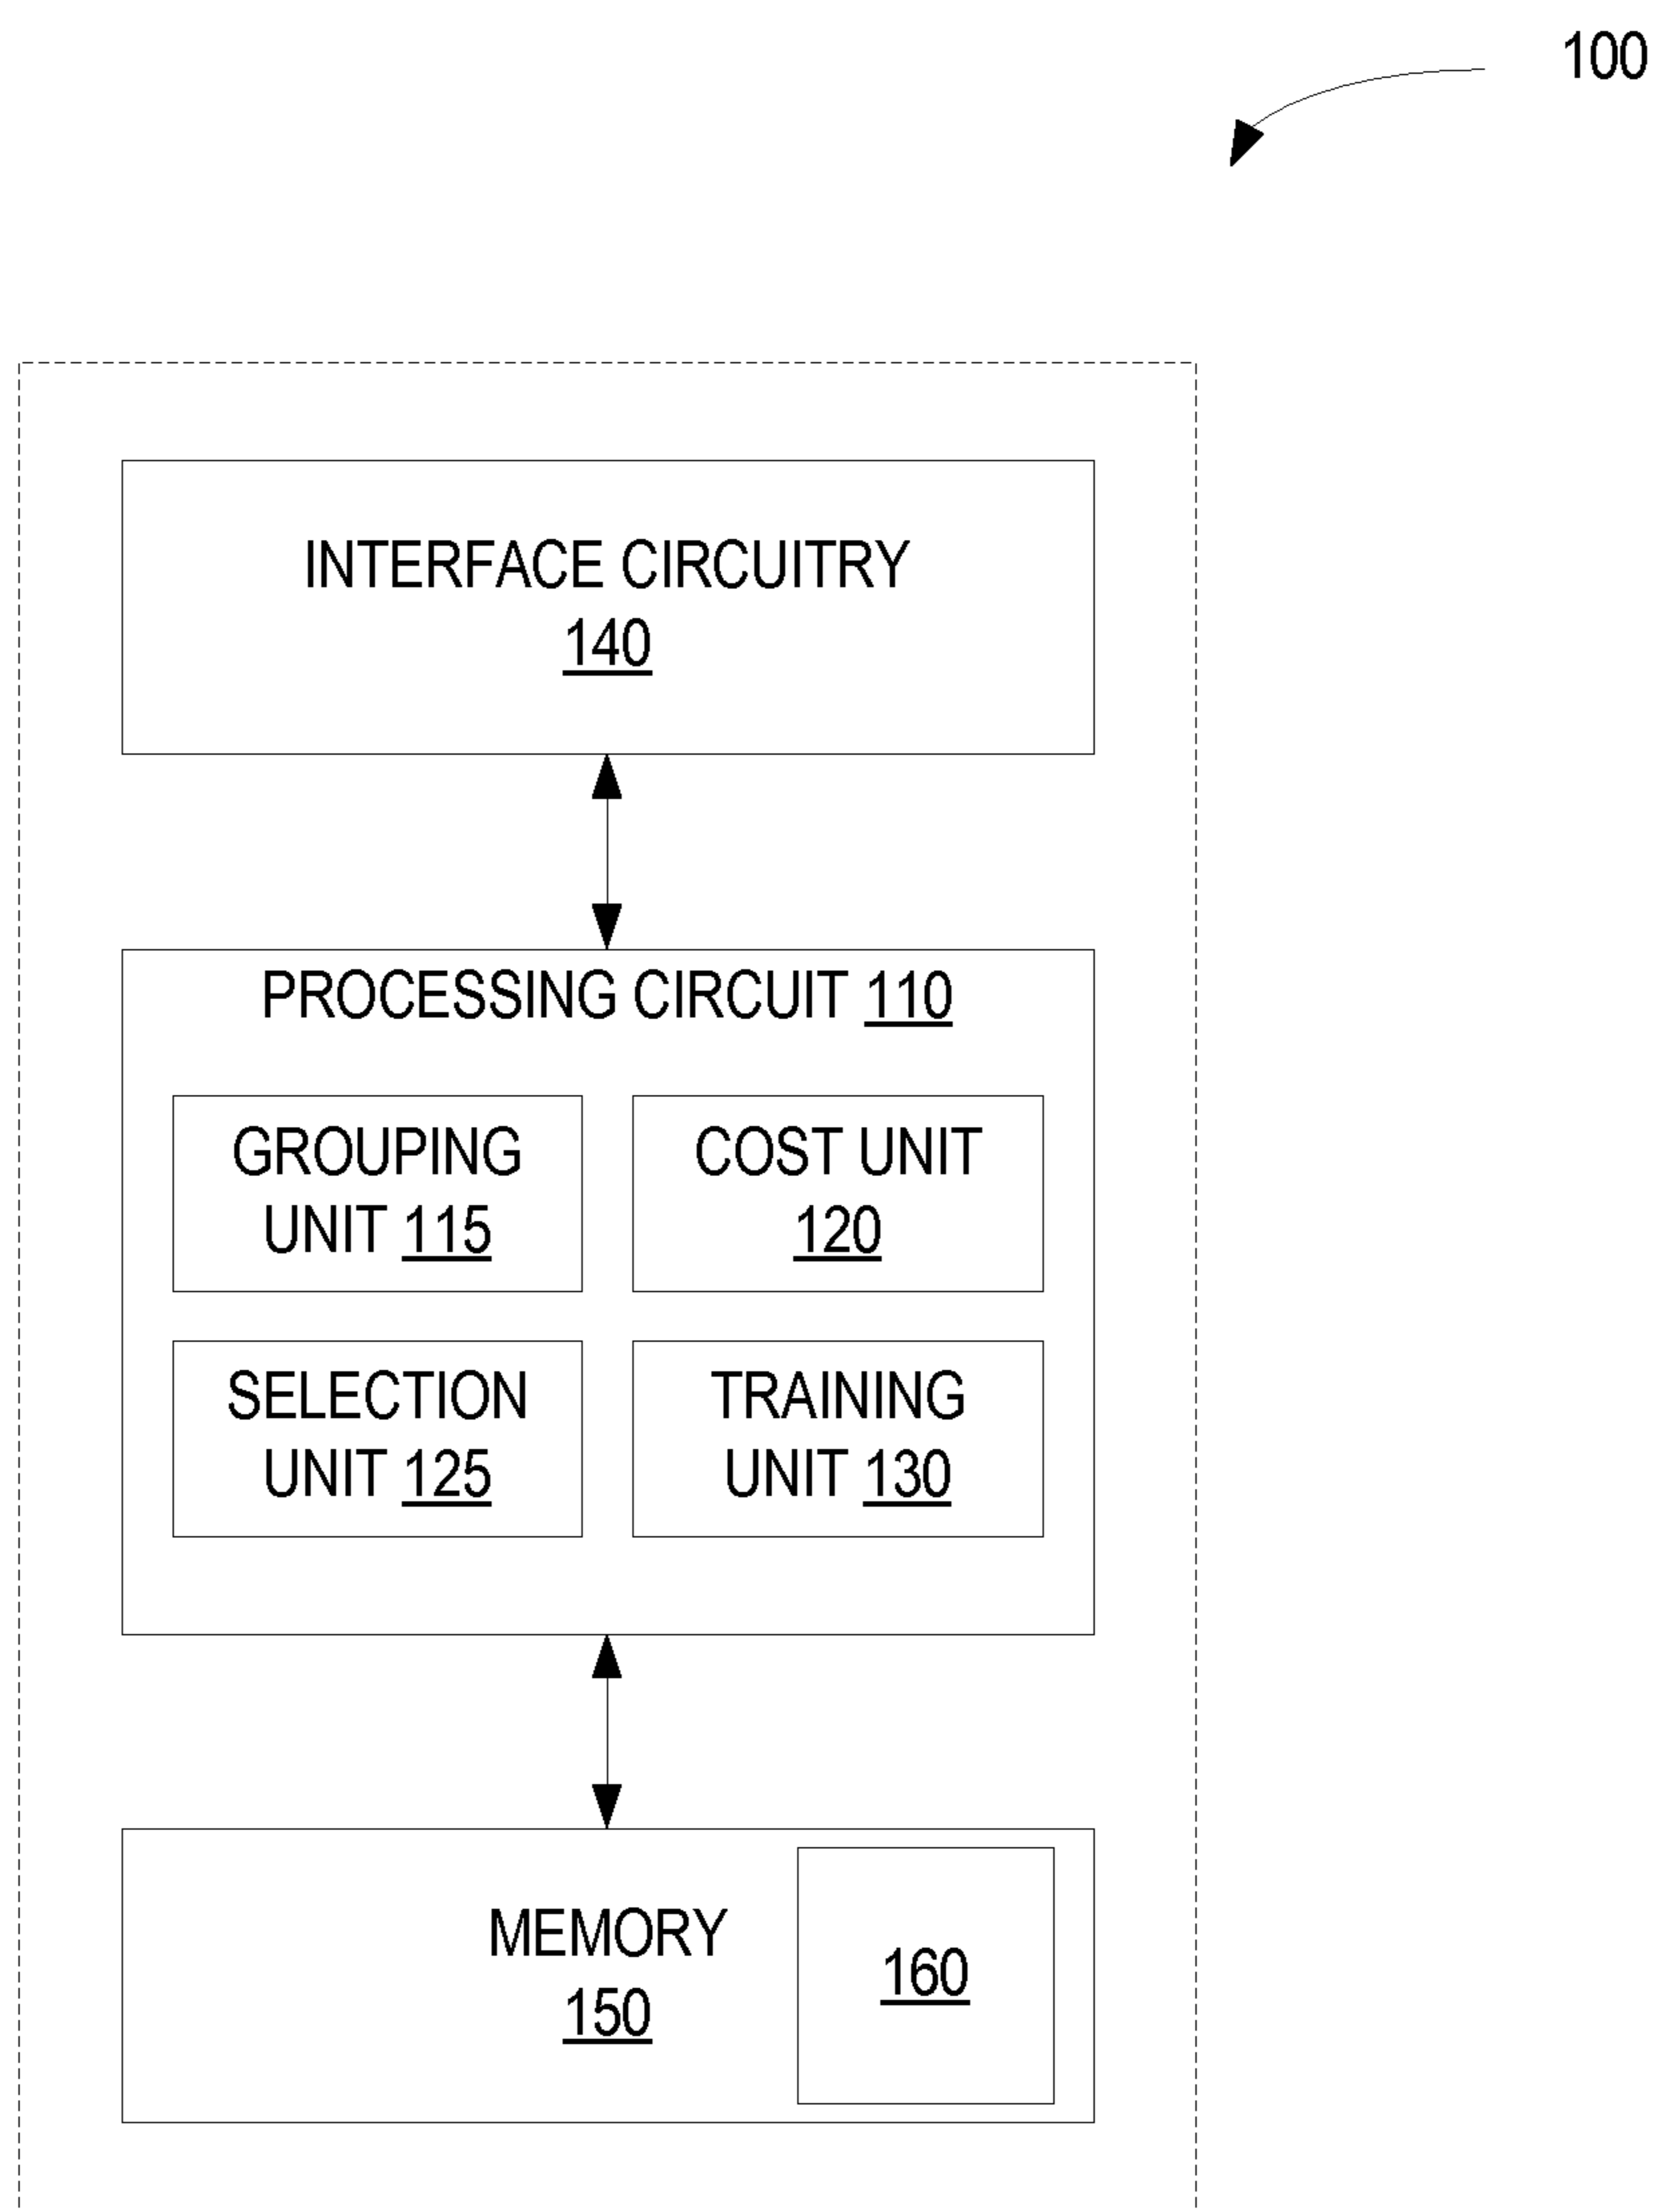 100
INTERFACE CIRCUITRY
140
PROCESSING CIRCUIT 110
GROUPING
UNIT 115
COST UNIT
120
SELECTION
UNIT 125
TRAINING
UNIT 130
MEMORY
150
160